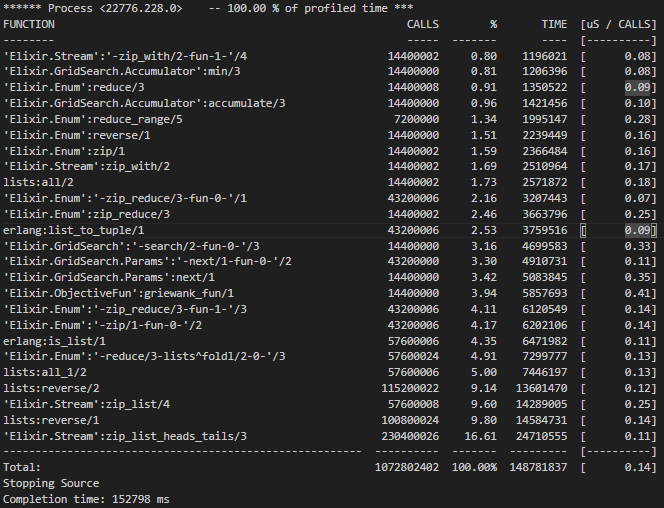 ****** Process <22776.228.0>    -- 100.00 % of profiled time ***
FUNCTION                                                  CALLS        %       TIME  [uS / CALLS]
--------                                                  -----  -------       ----  [----------]
'Elixir.Stream':'-zip_with/2-fun-1-'/4                 14400002     0.80    1196021  [      0.08]
'Elixir.GridSearch.Accumulator':min/3                  14400000     0.81    1206396  [      0.08]
'Elixir.Enum':reduce/3                                 14400008     0.91    1350522  [      0.09]
'Elixir.GridSearch.Accumulator':accumulate/3           14400000     0.96    1421456  [      0.10]
'Elixir.Enum':reduce_range/5                            7200000     1.34    1995147  [      0.28]
'Elixir.Enum':reverse/1                                14400000     1.51    2239449  [      0.16]
'Elixir.Enum':zip/1                                    14400002     1.59    2366484  [      0.16]
'Elixir.Stream':zip_with/2                             14400002     1.69    2510964  [      0.17]
lists:all/2                                            14400002     1.73    2571872  [      0.18]
'Elixir.Enum':'-zip_reduce/3-fun-0-'/1                 43200006     2.16    3207443  [      0.07]
'Elixir.Enum':zip_reduce/3                             14400002     2.46    3663796  [      0.25]
erlang:list_to_tuple/1                                 43200006     2.53    3759516  [      0.09]
'Elixir.GridSearch':'-search/2-fun-0-'/3               14400000     3.16    4699583  [      0.33]
'Elixir.GridSearch.Params':'-next/1-fun-0-'/2          43200000     3.30    4910731  [      0.11]
'Elixir.GridSearch.Params':next/1                      14400000     3.42    5083845  [      0.35]
'Elixir.ObjectiveFun':griewank_fun/1                   14400000     3.94    5857693  [      0.41]
'Elixir.Enum':'-zip_reduce/3-fun-1-'/3                 43200006     4.11    6120549  [      0.14]
'Elixir.Enum':'-zip/1-fun-0-'/2                        43200006     4.17    6202106  [      0.14]
erlang:is_list/1                                       57600006     4.35    6471982  [      0.11]
'Elixir.Enum':'-reduce/3-lists^foldl/2-0-'/3           57600024     4.91    7299777  [      0.13]
lists:all_1/2                                          57600006     5.00    7446197  [      0.13]
lists:reverse/2                                       115200022     9.14   13601470  [      0.12]
'Elixir.Stream':zip_list/4                             57600008     9.60   14289005  [      0.25]
lists:reverse/1                                       100800024     9.80   14584731  [      0.14]
'Elixir.Stream':zip_list_heads_tails/3                230400026    16.61   24710555  [      0.11]
--------------------------------------------------  ----------  -------  ---------  [----------]
Total:                                               1072802402  100.00%  148781837  [      0.14]
Stopping Source
Completion time: 152798 ms